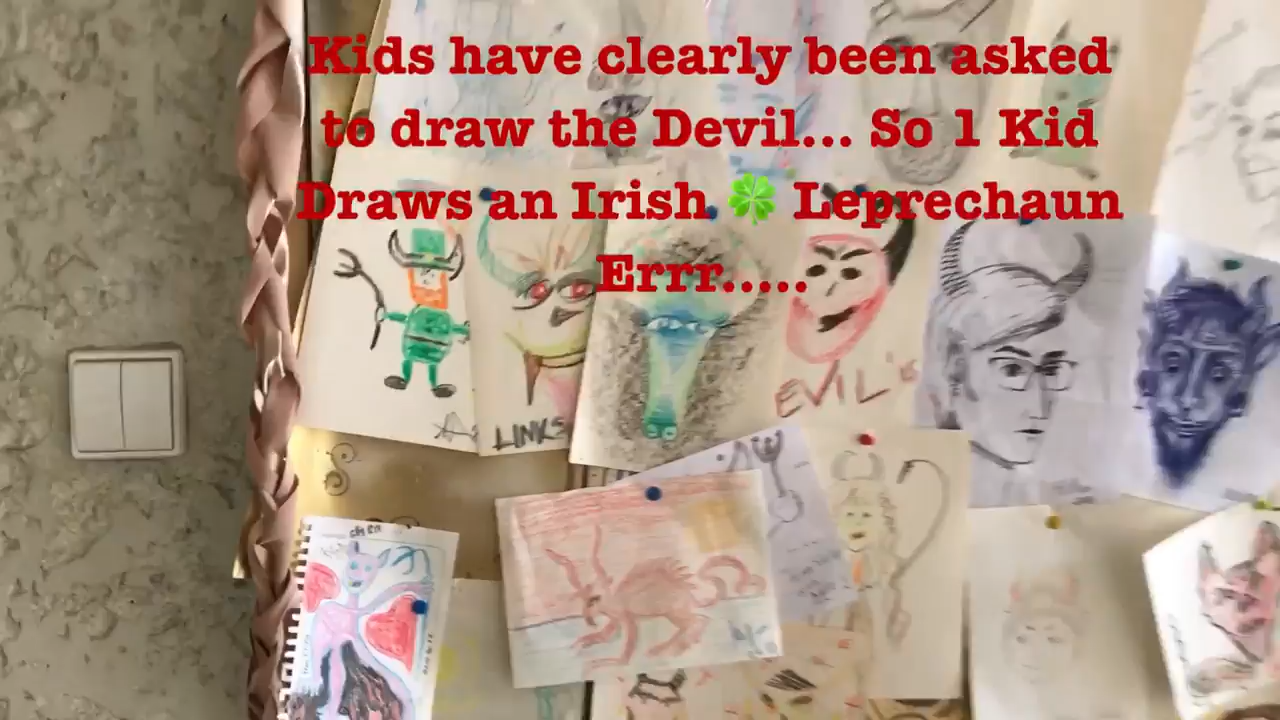 Kids have clearly been asked
to draw the Devil... So 1 Kid
Draws an Irish 🍀 Leprechaun
Errr.....
EVIL's
LINKS